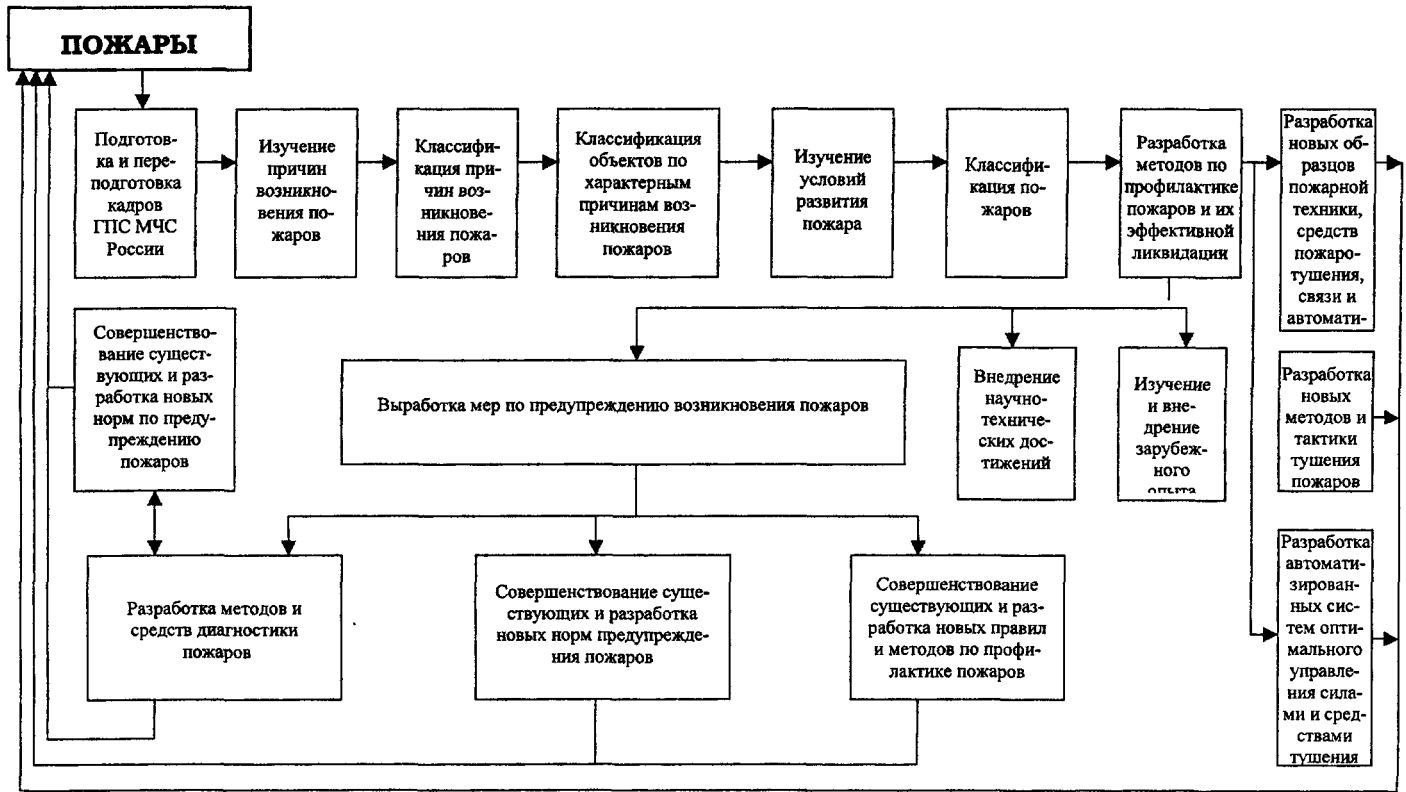 ПОЖАРЫ
Подготов-
ка и пере-
подготовка
кадров
ГПС МЧС
России
Изучение
причин
возникно-
вения по-
жаров
Классифи-
кация при-
чин воз-
никнове-
ния пожа-
ров
Классификация
объектов по
характерным
причинам воз-
никновения
пожаров
Изучение
условий
развития
пожара
Классифи-
кация по-
жаров
Разработка
методов по
профилактике
пожаров и их
эффективной
ликвидации
Разработка
новых об-
разцов
пожарной
техники,
средств
пожаро-
тушения,
связи и
автомати-
Совершенство-
вание сущест-
вующих и раз-
работка новых
норм по преду-
преждению
пожаров
Выработка мер по предупреждению возникновения пожаров
Внедрение
научно-
техниче-
ских дос-
тижений
Изучение
и вне-
дрение
зарубеж-
ного
опыта
Разработка
новых
методов и
тактики
тушения
пожаров
Разработка методов и
средств диагностики
пожаров
Совершенствование суще-
ствующих и разработка
новых норм предупрежде-
ния пожаров
Совершенствование
существующих и раз-
работка новых правил
и методов по профи-
лактике пожаров
Разработка
автомати-
зирован-
ных сис-
тем опти-
мального
управле-
ния сила-
ми и сред-
ствами
тушения